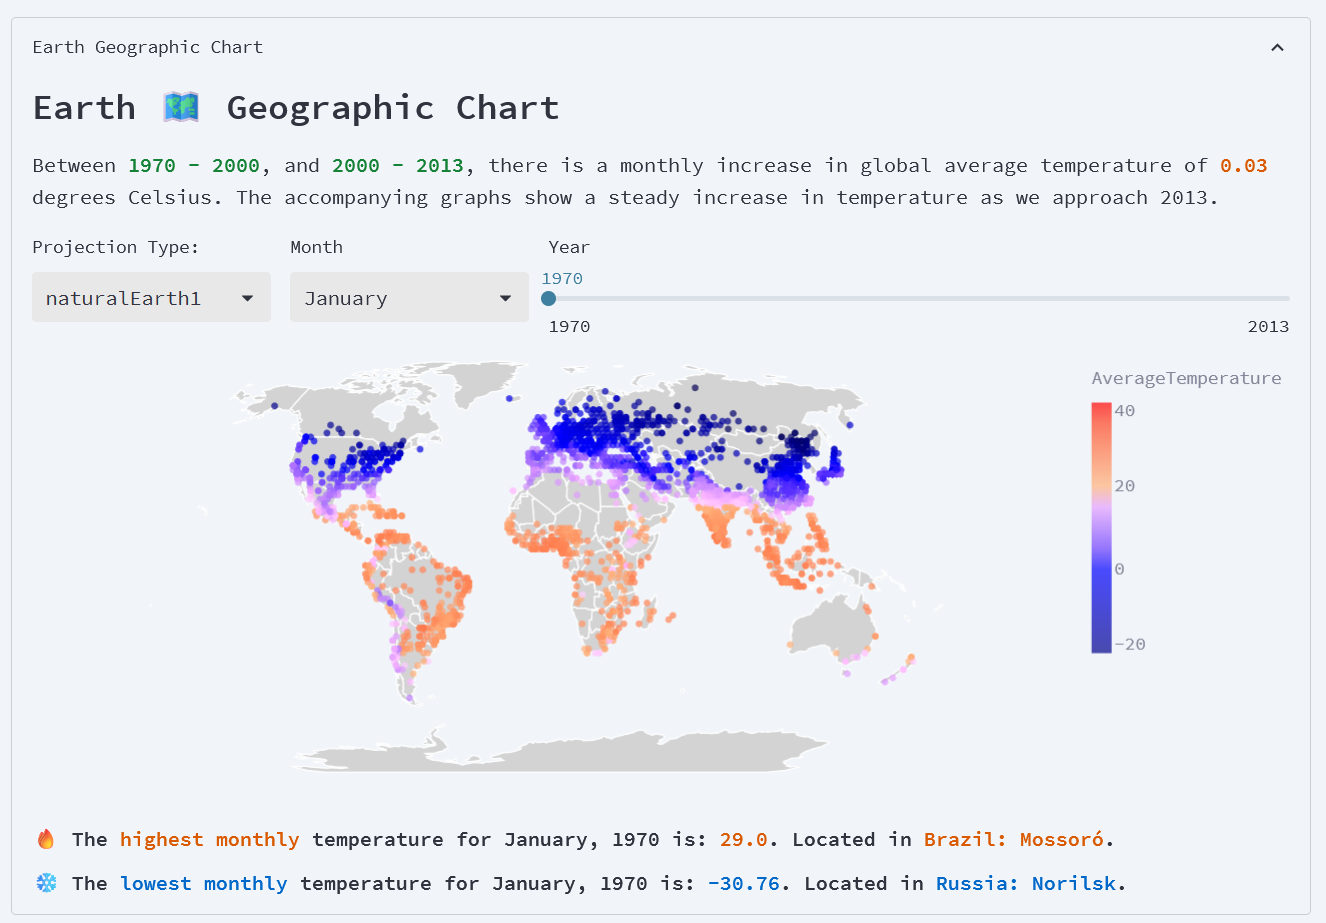 Earth Geographic Chart
Earth 🗺️ Geographic Chart
Between 1970 - 2000, and 2000 - 2013, there is a monthly increase in global average temperature of 0.03
degrees Celsius. The accompanying graphs show a steady increase in temperature as we approach 2013.
Projection Type:
Month
Year
naturalEarth1
January
1970
1970
2013
AverageTemperature
40
20
0
−20
🔥 The highest monthly temperature for January, 1970 is: 29.0. Located in Brazil: Mossoró.
❄️ The lowest monthly temperature for January, 1970 is: -30.76. Located in Russia: Norilsk.